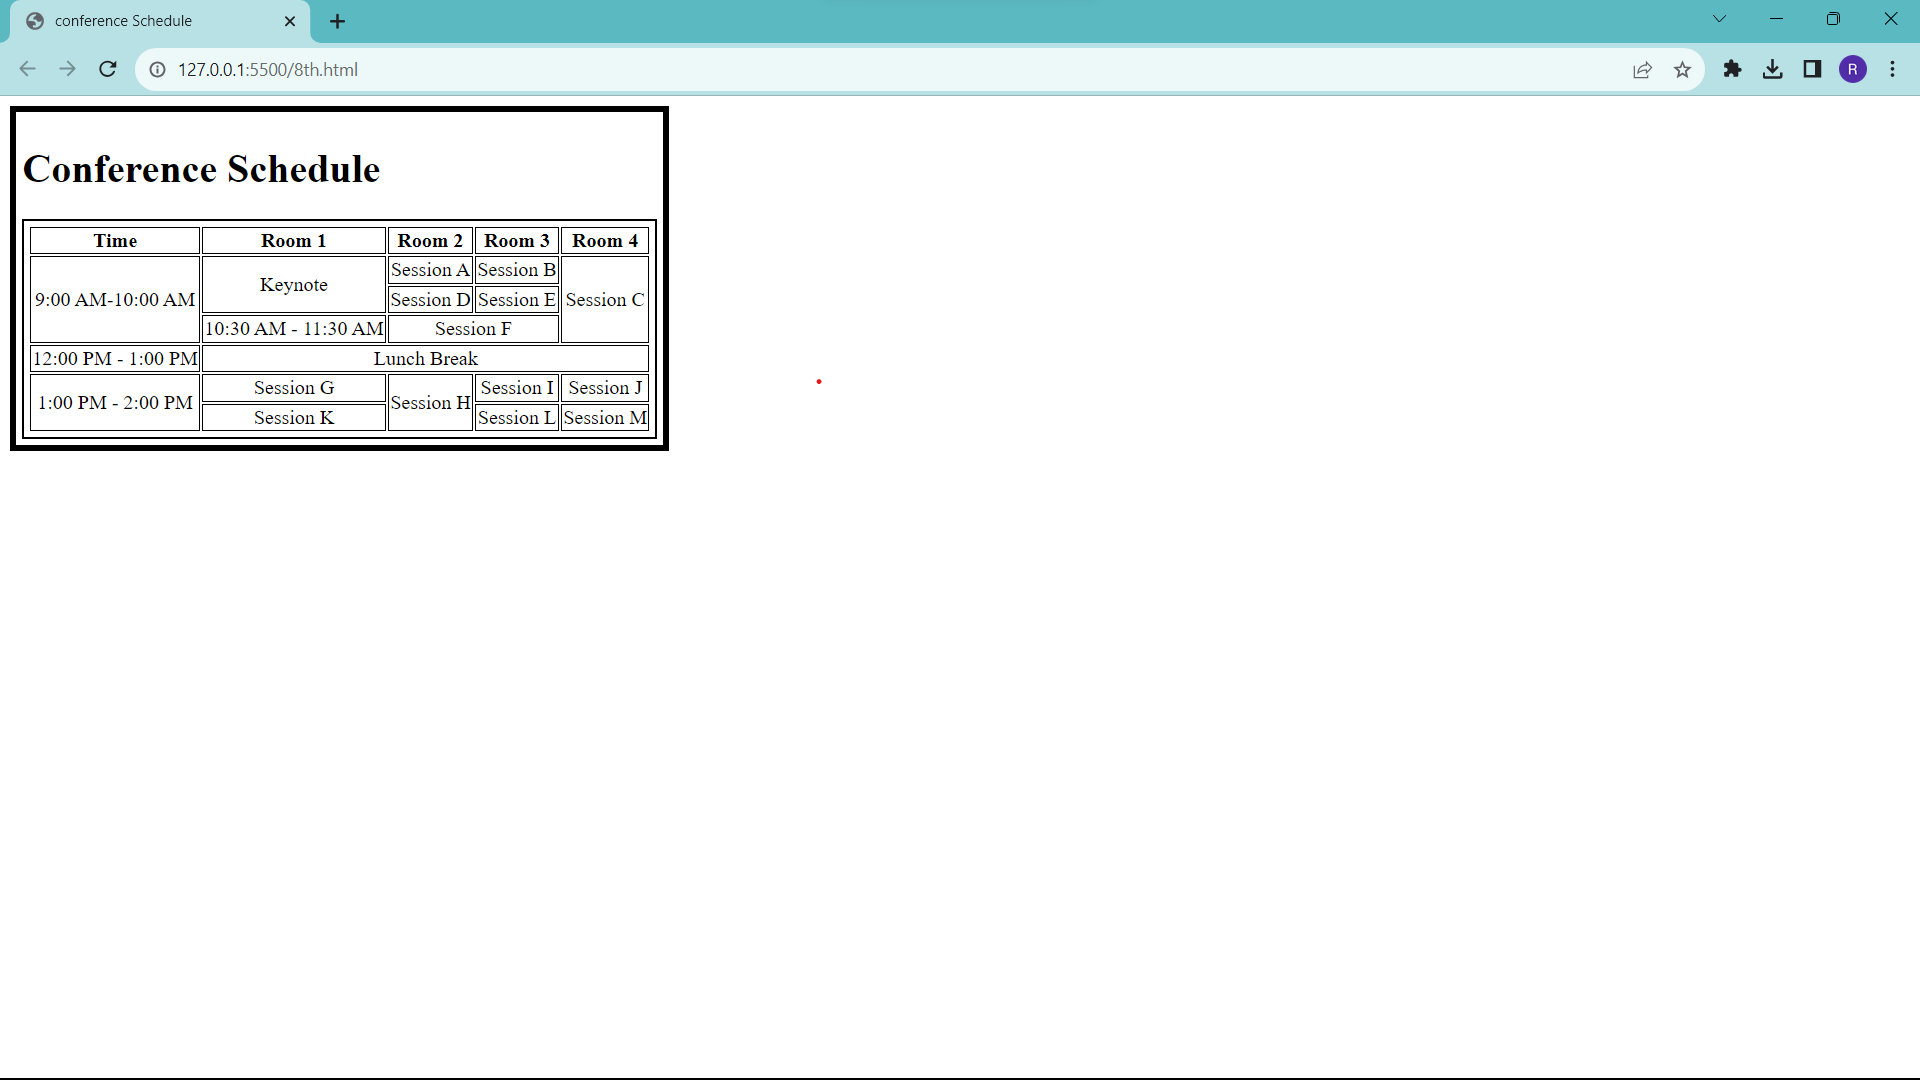 conference Schedule
127.0.0.1:5500/8th.html
R
Conference Schedule
Time Room 1 Room 2 Room 3 Room 4
9:00 AM-10:00 AM Keynote Session A Session B Session C
Session D Session E
10:30 AM - 11:30 AM Session F
12:00 PM - 1:00 PM Lunch Break
1:00 PM - 2:00 PM Session G Session H Session I Session J
Session K Session L Session M